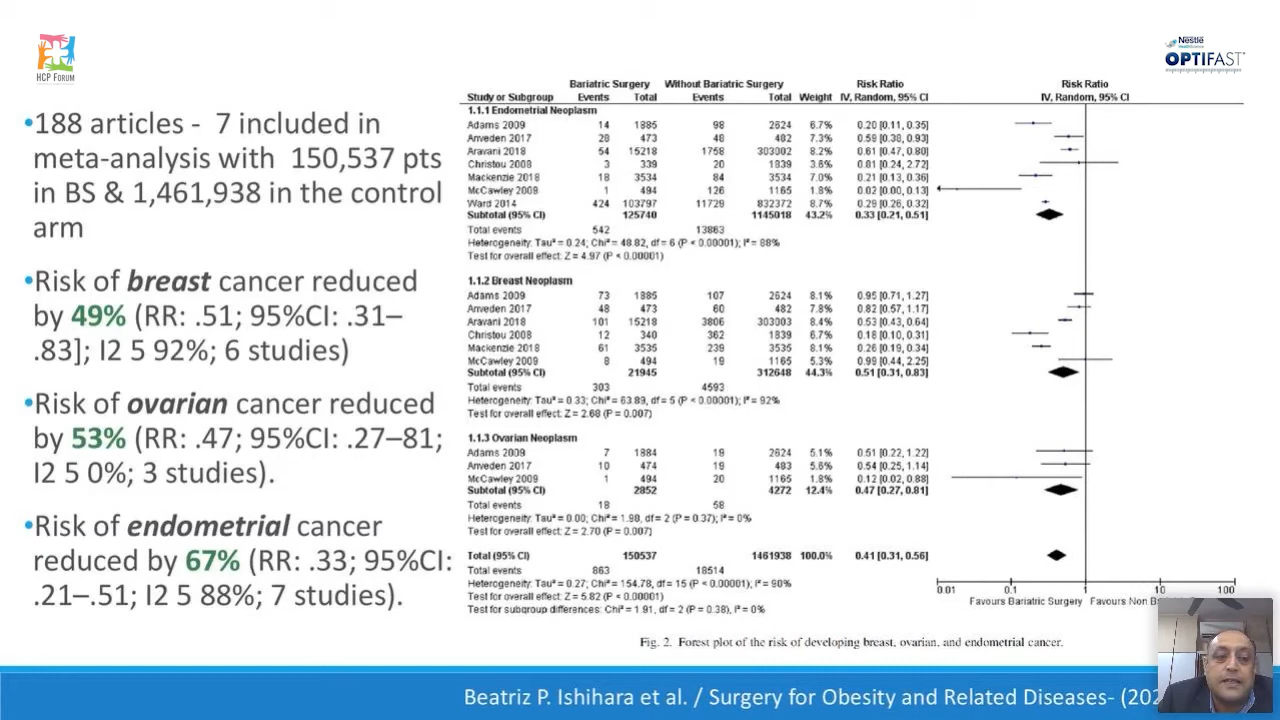 HCP FORUM
Nestlé
HealthScience
OPTIFAST®
•188 articles - 7 included in
meta-analysis with 150,537 pts
in BS & 1,461,938 in the control
arm
•Risk of breast cancer reduced
by 49% (RR: .51; 95%CI: .31–
.83]; I2 5 92%; 6 studies)
•Risk of ovarian cancer reduced
by 53% (RR: .47; 95%CI: .27–81;
I2 5 0%; 3 studies).
•Risk of endometrial cancer
reduced by 67% (RR: .33; 95%CI:
.21–.51; I2 5 88%; 7 studies).
Bariatric Surgery Without Bariatric Surgery Risk Ratio Risk Ratio
Study or Subgroup Events Total Events Total Weight IV, Random, 95% CI IV, Random, 95% CI
1.1.1 Endometrial Neoplasm
Adams 2009 14 1885 98 2624 6.7% 0.20 [0.11, 0.35]
Anveden 2017 28 473 48 482 7.5% 0.59 [0.38, 0.93]
Aravani 2018 54 15218 1758 303002 8.2% 0.61 [0.47, 0.80]
Christou 2008 3 339 20 1839 3.6% 0.81 [0.24, 2.72]
Mackenzie 2018 18 3534 84 3534 7.0% 0.21 [0.13, 0.36]
McCawley 2009 1 494 126 1165 1.8% 0.02 [0.00, 0.13]
Ward 2014 424 103797 11729 832372 8.4% 0.29 [0.26, 0.32]
Subtotal (95% CI) 125740 1145018 43.2% 0.33 [0.21, 0.51]
Total events 542 13863
Heterogeneity: Tau² = 0.24; Chi² = 48.82, df = 6 (P < 0.00001); I² = 88%
Test for overall effect: Z = 4.97 (P < 0.00001)
1.1.2 Breast Neoplasm
Adams 2009 73 1885 107 2624 8.1% 0.95 [0.71, 1.27]
Anveden 2017 48 473 60 482 7.9% 0.82 [0.57, 1.17]
Aravani 2018 101 15218 3806 303003 8.4% 0.53 [0.43, 0.64]
Christou 2008 12 340 362 1839 6.7% 0.18 [0.10, 0.31]
Mackenzie 2018 61 3535 239 3535 8.2% 0.26 [0.19, 0.34]
McCawley 2009 8 494 19 1165 5.3% 0.99 [0.44, 2.25]
Subtotal (95% CI) 21945 312648 44.3% 0.51 [0.31, 0.83]
Total events 303 4593
Heterogeneity: Tau² = 0.33; Chi² = 63.89, df = 5 (P < 0.00001); I² = 92%
Test for overall effect: Z = 2.68 (P = 0.007)
1.1.3 Ovarian Neoplasm
Adams 2009 7 1884 19 2624 5.1% 0.51 [0.22, 1.22]
Anveden 2017 10 474 19 483 5.6% 0.54 [0.25, 1.14]
McCawley 2009 1 494 20 1165 1.8% 0.12 [0.02, 0.88]
Subtotal (95% CI) 2852 4272 12.4% 0.47 [0.27, 0.81]
Total events 18 58
Heterogeneity: Tau² = 0.00; Chi² = 1.98, df = 2 (P = 0.37); I² = 0%
Test for overall effect: Z = 2.70 (P = 0.007)
Total (95% CI) 150537 1461938 100.0% 0.41 [0.31, 0.56]
Total events 863 18514
Heterogeneity: Tau² = 0.27; Chi² = 154.78, df = 15 (P < 0.00001); I² = 90%
Test for overall effect: Z = 5.82 (P < 0.00001)
Test for subgroup differences: Chi² = 1.91, df = 2 (P = 0.38), I² = 0%
0.01 0.1 1 10 100
Favours Bariatric Surgery Favours Non
Fig. 2. Forest plot of the risk of developing breast, ovarian, and endometrial cancer.
Beatriz P. Ishihara et al. / Surgery for Obesity and Related Diseases- (202